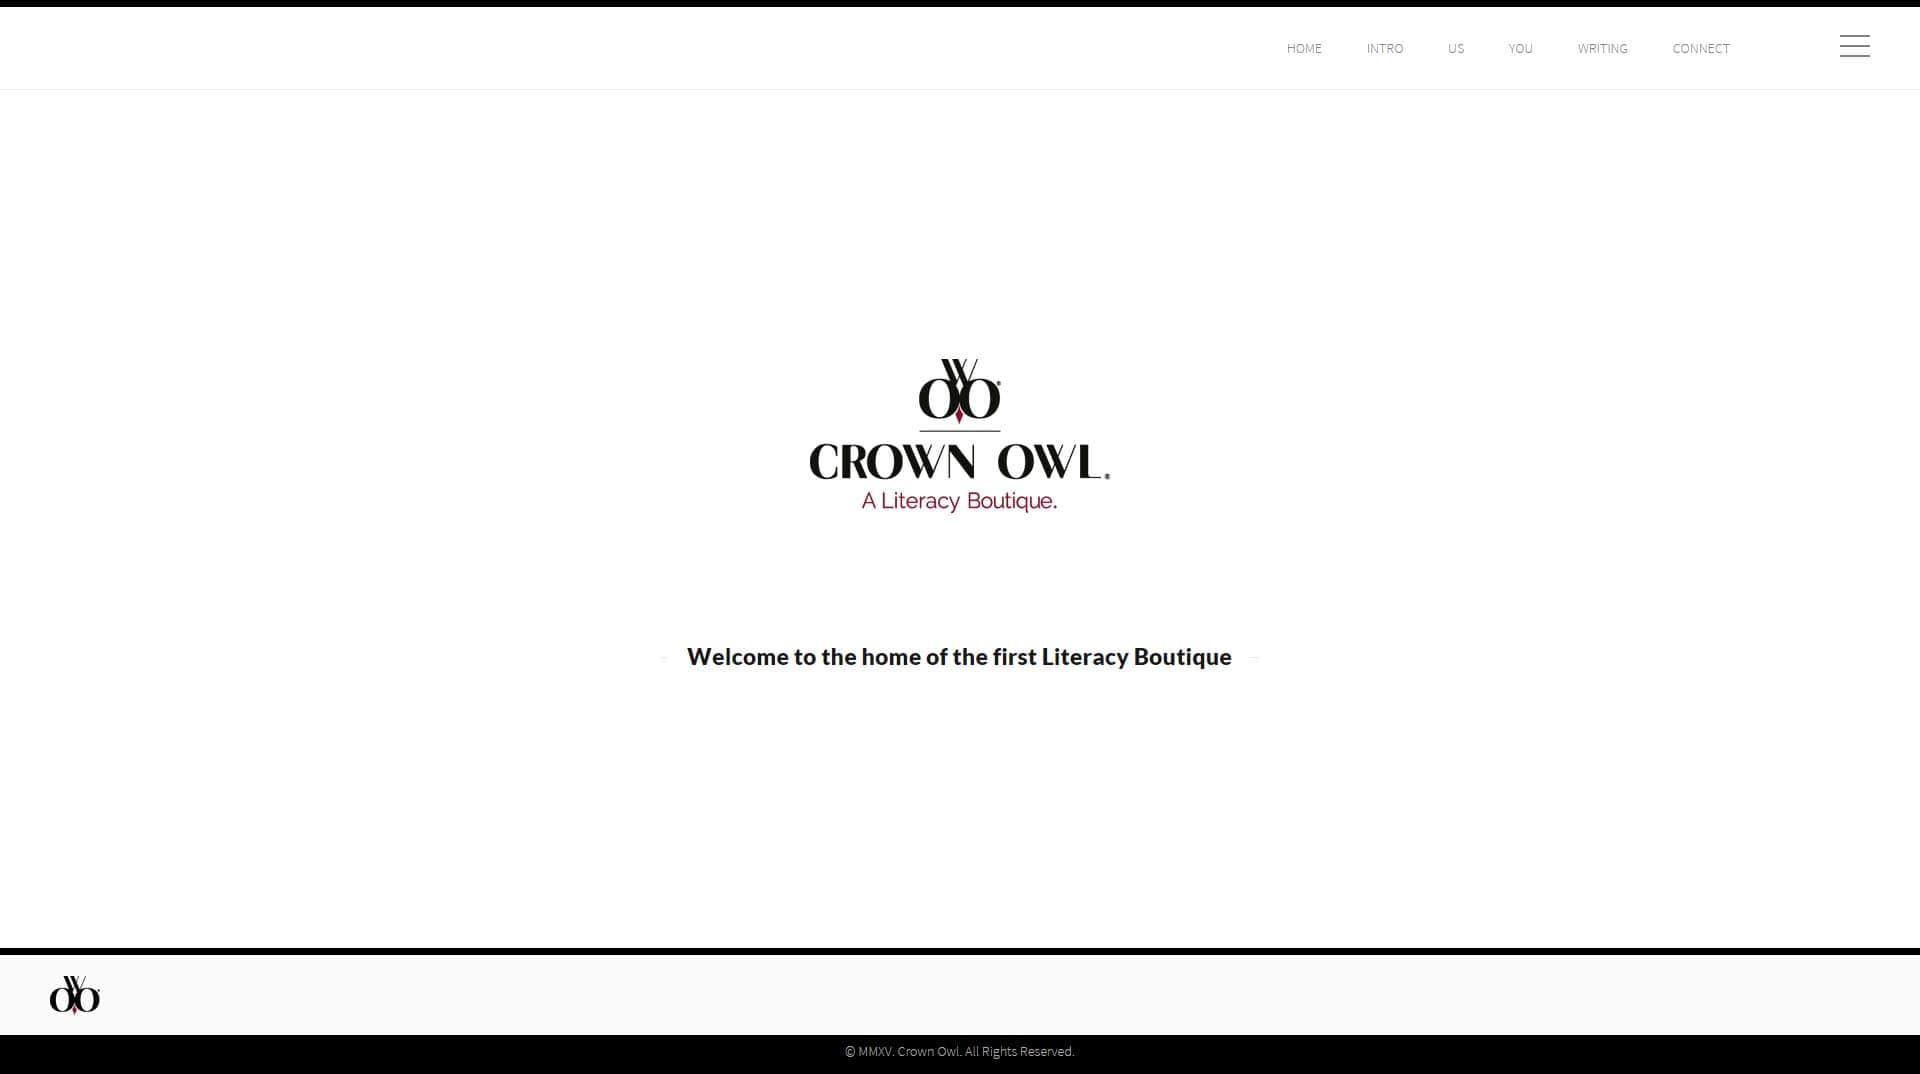 HOME INTRO US YOU WRITING CONNECT
CROWN OWL®
A Literacy Boutique.
Welcome to the home of the first Literacy Boutique
© MMXV. Crown Owl. All Rights Reserved.